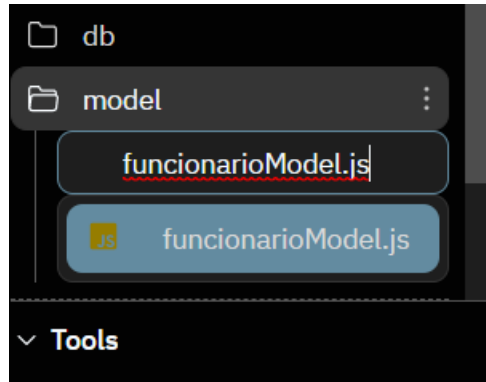 db
model
funcionarioModel.js
JS funcionarioModel.js
Tools